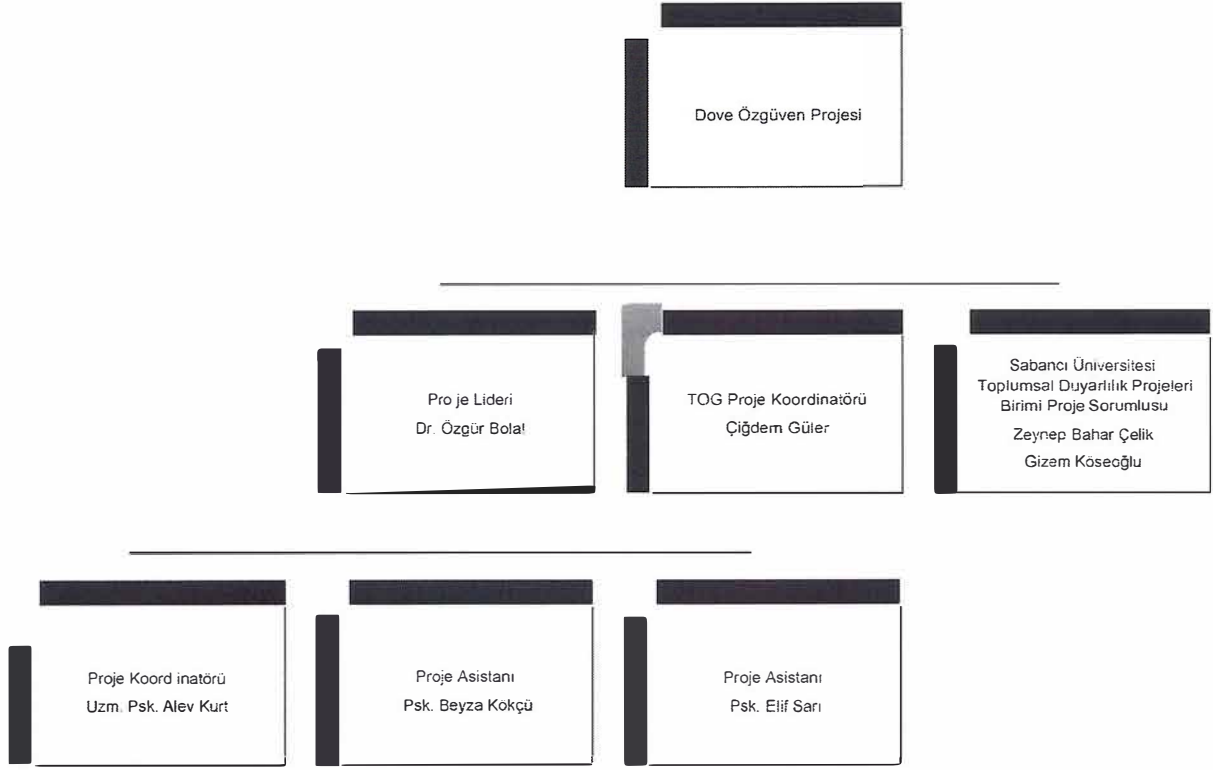 Dove Özgüven Projesi
Proje Lideri
Dr. Özgür Bolat
TOG Proje Koordinatörü
Çiğdem Güler
Sabancı Üniversitesi
Toplumsal Duyarlılık Projeleri
Birimi Proje Sorumlusu
Zeynep Bahar Çelik
Gizem Köseoğlu
Proje Koordinatörü
Uzm. Psk. Alev Kurt
Proje Asistanı
Psk. Beyza Kökçü
Proje Asistanı
Psk. Elif Sarı